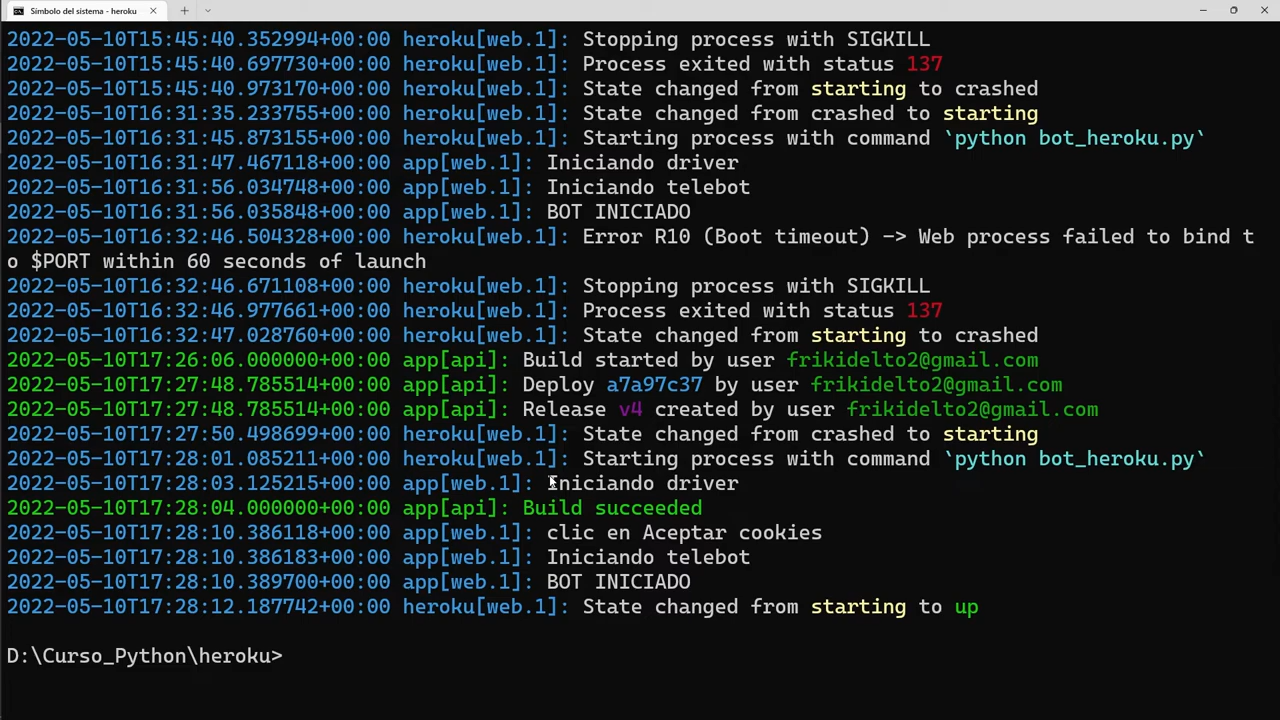 Símbolo del sistema - heroku
2022-05-10T15:45:40.352994+00:00 heroku[web.1]: Stopping process with SIGKILL
2022-05-10T15:45:40.697730+00:00 heroku[web.1]: Process exited with status 137
2022-05-10T15:45:40.973170+00:00 heroku[web.1]: State changed from starting to crashed
2022-05-10T16:31:35.233755+00:00 heroku[web.1]: State changed from crashed to starting
2022-05-10T16:31:45.873155+00:00 heroku[web.1]: Starting process with command `python bot_heroku.py`
2022-05-10T16:31:47.467118+00:00 app[web.1]: Iniciando driver
2022-05-10T16:31:56.034748+00:00 app[web.1]: Iniciando telebot
2022-05-10T16:31:56.035848+00:00 app[web.1]: BOT INICIADO
2022-05-10T16:32:46.504328+00:00 heroku[web.1]: Error R10 (Boot timeout) -> Web process failed to bind t
o $PORT within 60 seconds of launch
2022-05-10T16:32:46.671108+00:00 heroku[web.1]: Stopping process with SIGKILL
2022-05-10T16:32:46.977661+00:00 heroku[web.1]: Process exited with status 137
2022-05-10T16:32:47.028760+00:00 heroku[web.1]: State changed from starting to crashed
2022-05-10T17:26:06.000000+00:00 app[api]: Build started by user frikidelto2@gmail.com
2022-05-10T17:27:48.785514+00:00 app[api]: Deploy a7a97c37 by user frikidelto2@gmail.com
2022-05-10T17:27:48.785514+00:00 app[api]: Release v4 created by user frikidelto2@gmail.com
2022-05-10T17:27:50.498699+00:00 heroku[web.1]: State changed from crashed to starting
2022-05-10T17:28:01.085211+00:00 heroku[web.1]: Starting process with command `python bot_heroku.py`
2022-05-10T17:28:03.125215+00:00 app[web.1]: Iniciando driver
2022-05-10T17:28:04.000000+00:00 app[api]: Build succeeded
2022-05-10T17:28:10.386118+00:00 app[web.1]: clic en Aceptar cookies
2022-05-10T17:28:10.386183+00:00 app[web.1]: Iniciando telebot
2022-05-10T17:28:10.389700+00:00 app[web.1]: BOT INICIADO
2022-05-10T17:28:12.187742+00:00 heroku[web.1]: State changed from starting to up
D:\Curso_Python\heroku>